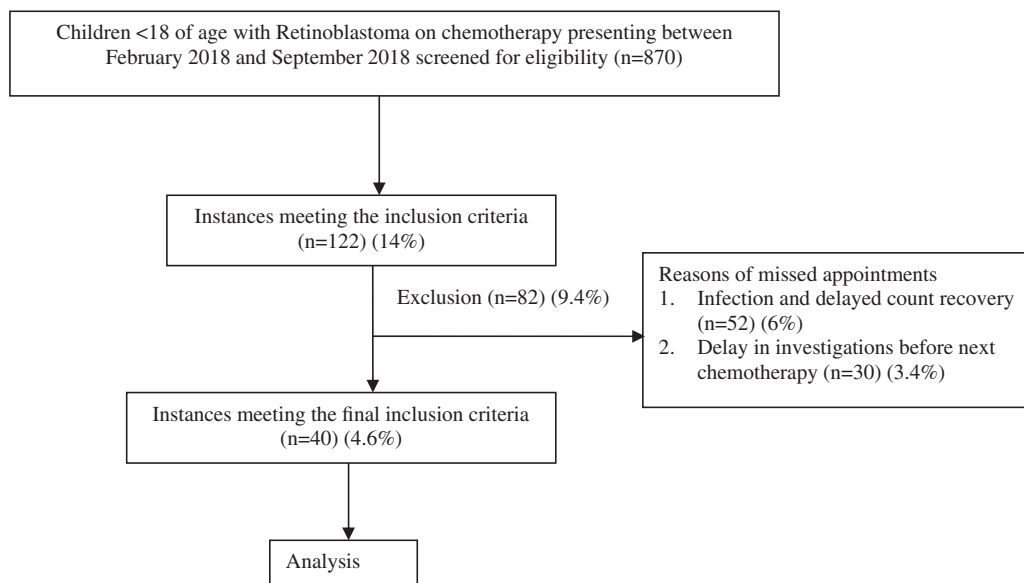 Children <18 of age with Retinoblastoma on chemotherapy presenting between
February 2018 and September 2018 screened for eligibility (n=870)
Instances meeting the inclusion criteria
(n=122) (14%)
Exclusion (n=82) (9.4%)
Reasons of missed appointments
1. Infection and delayed count recovery
(n=52) (6%)
2. Delay in investigations before next
chemotherapy (n=30) (3.4%)
Instances meeting the final inclusion criteria
(n=40) (4.6%)
Analysis